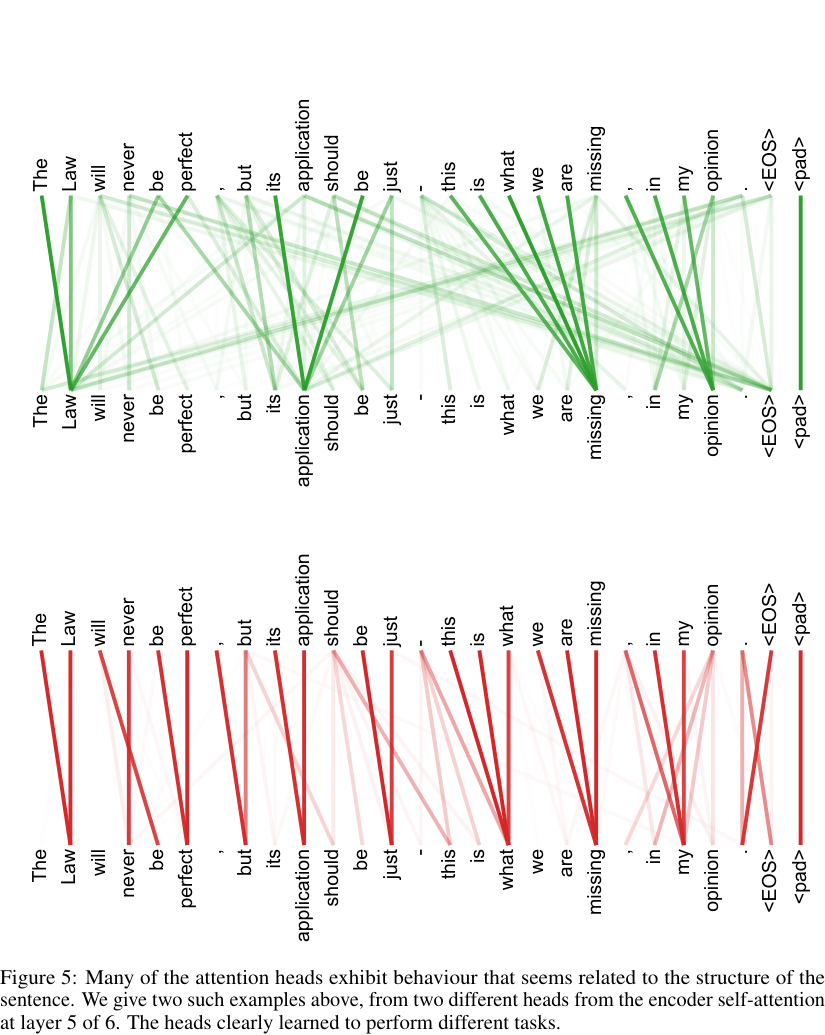 The Law will never be perfect , but its application should be just - this is what we are missing , in my opinion . <EOS> <pad>
The Law will never be perfect , but its application should be just - this is what we are missing , in my opinion . <EOS> <pad>
The Law will never be perfect , but its application should be just - this is what we are missing , in my opinion . <EOS> <pad>
The Law will never be perfect , but its application should be just - this is what we are missing , in my opinion . <EOS> <pad>
Figure 5: Many of the attention heads exhibit behaviour that seems related to the structure of the
sentence. We give two such examples above, from two different heads from the encoder self-attention
at layer 5 of 6. The heads clearly learned to perform different tasks.